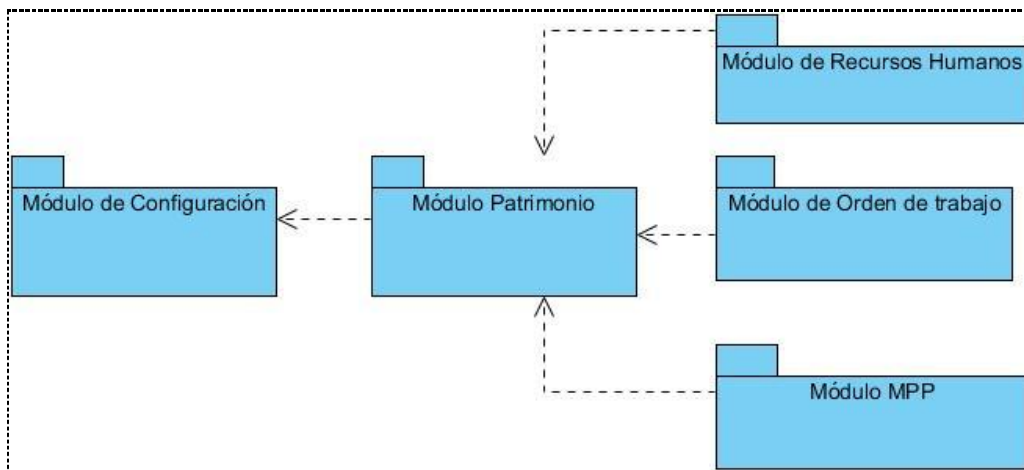 Módulo de Recursos Humanos
Módulo de Configuración
Módulo Patrimonio
Módulo de Orden de trabajo
Módulo MPP